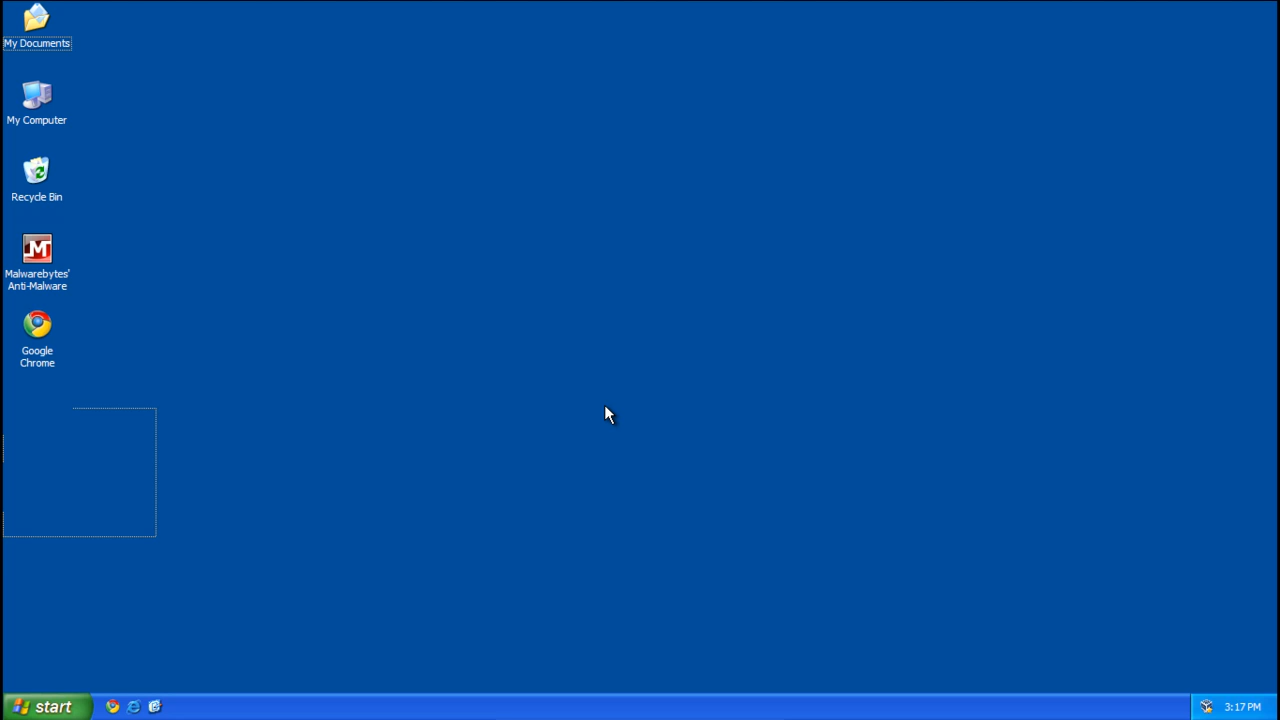 My Documents
My Computer
Recycle Bin
Malwarebytes'
Anti-Malware
Google
Chrome
start
3:17 PM